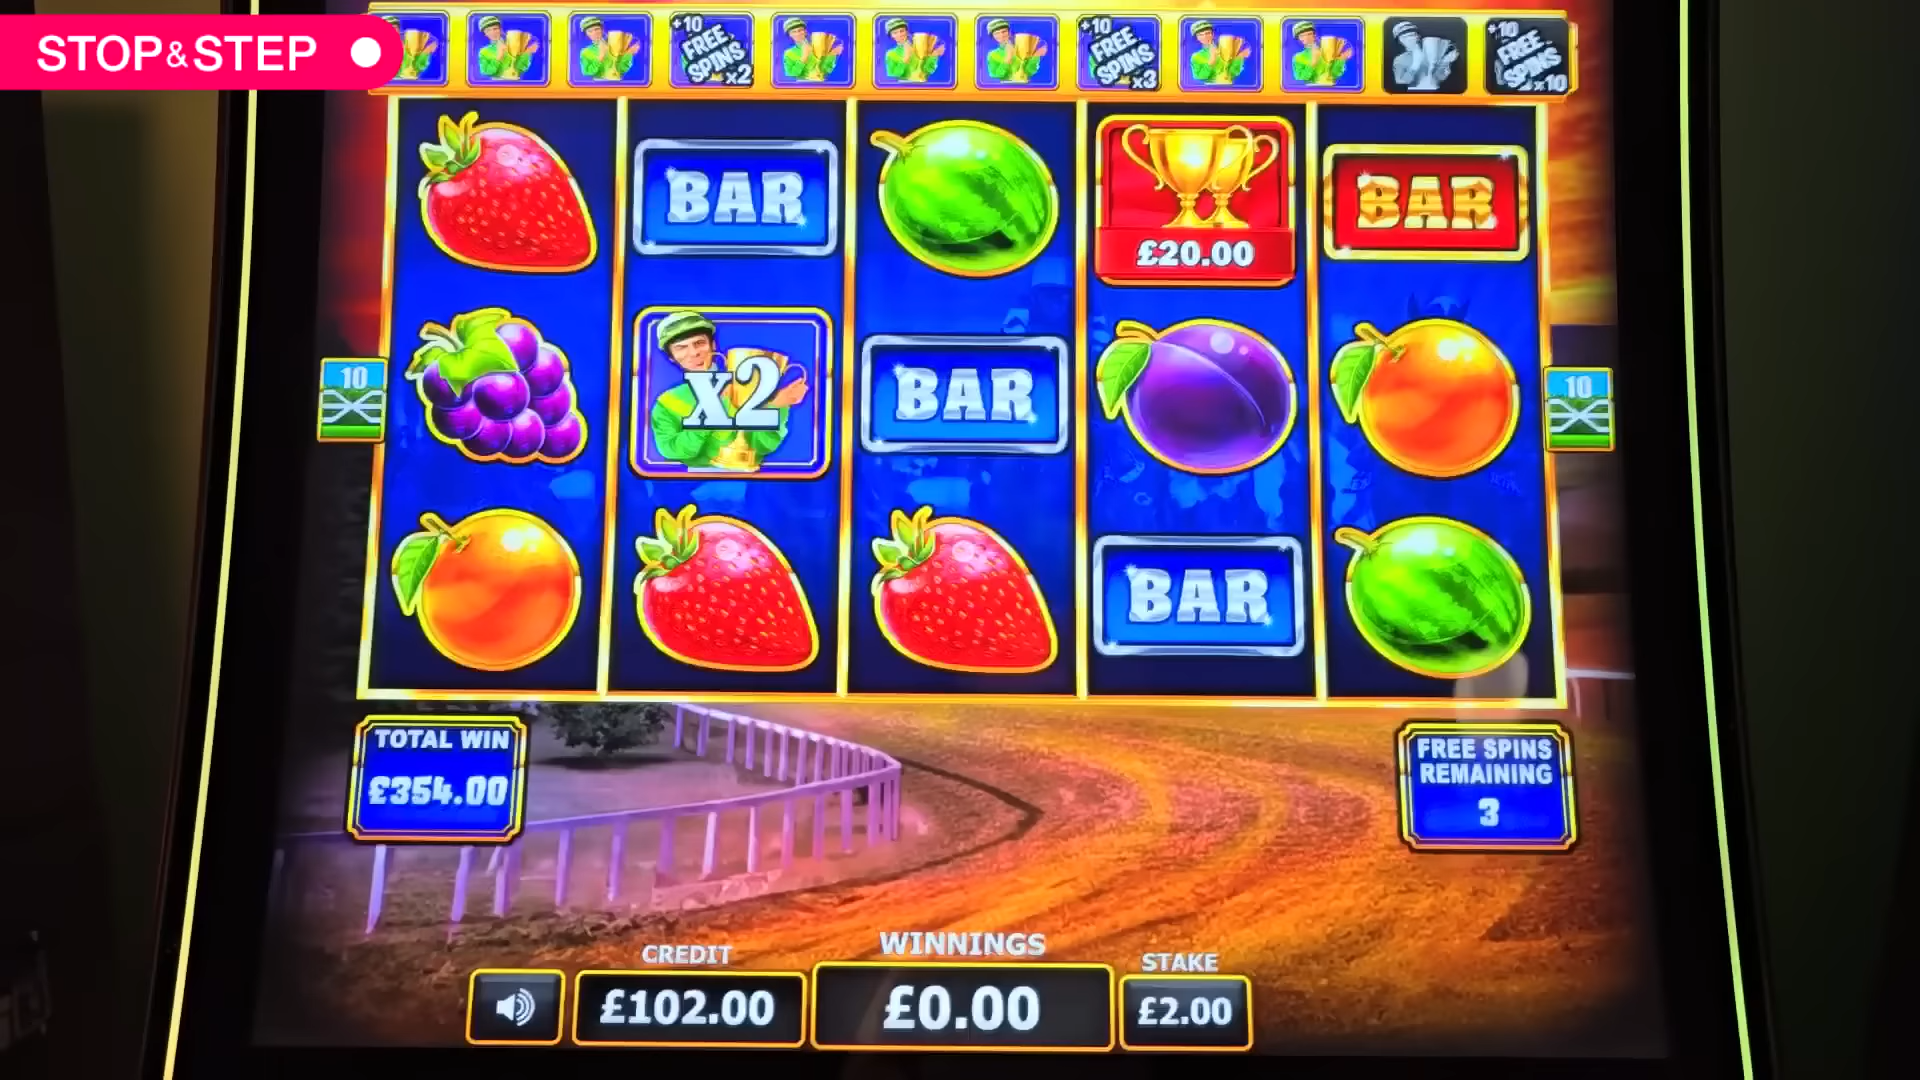 STOP&STEP
+10 FREE SPINS x2
+10 FREE SPINS x3
+10 FREE SPINS x10
BAR
£20.00
BAR
10
x2
BAR
10
BAR
TOTAL WIN
£354.00
FREE SPINS
REMAINING
3
CREDIT
WINNINGS
STAKE
£102.00
£0.00
£2.00